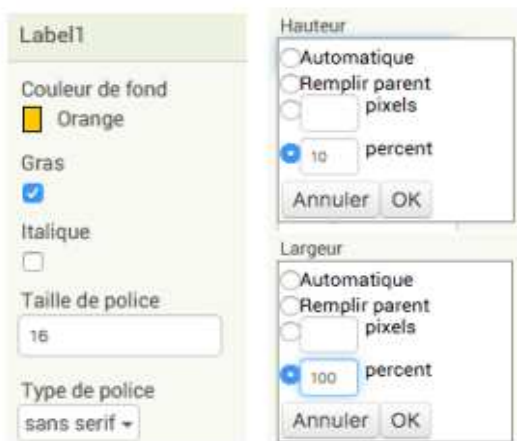 Label1
Couleur de fond
Orange
Gras
Italique
Taille de police
16
Type de police
sans serif
Hauteur
Automatique
Remplir parent
pixels
10 percent
Annuler OK
Largeur
Automatique
Remplir parent
pixels
100 percent
Annuler OK